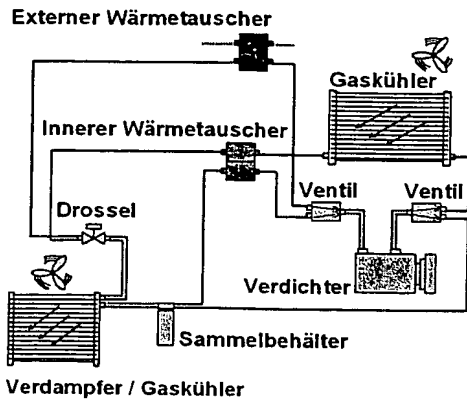 Externer Wärmetauscher
Gaskühler
Innerer Wärmetauscher
Ventil
Ventil
Drossel
Verdichter
Sammelbehälter
Verdampfer / Gaskühler